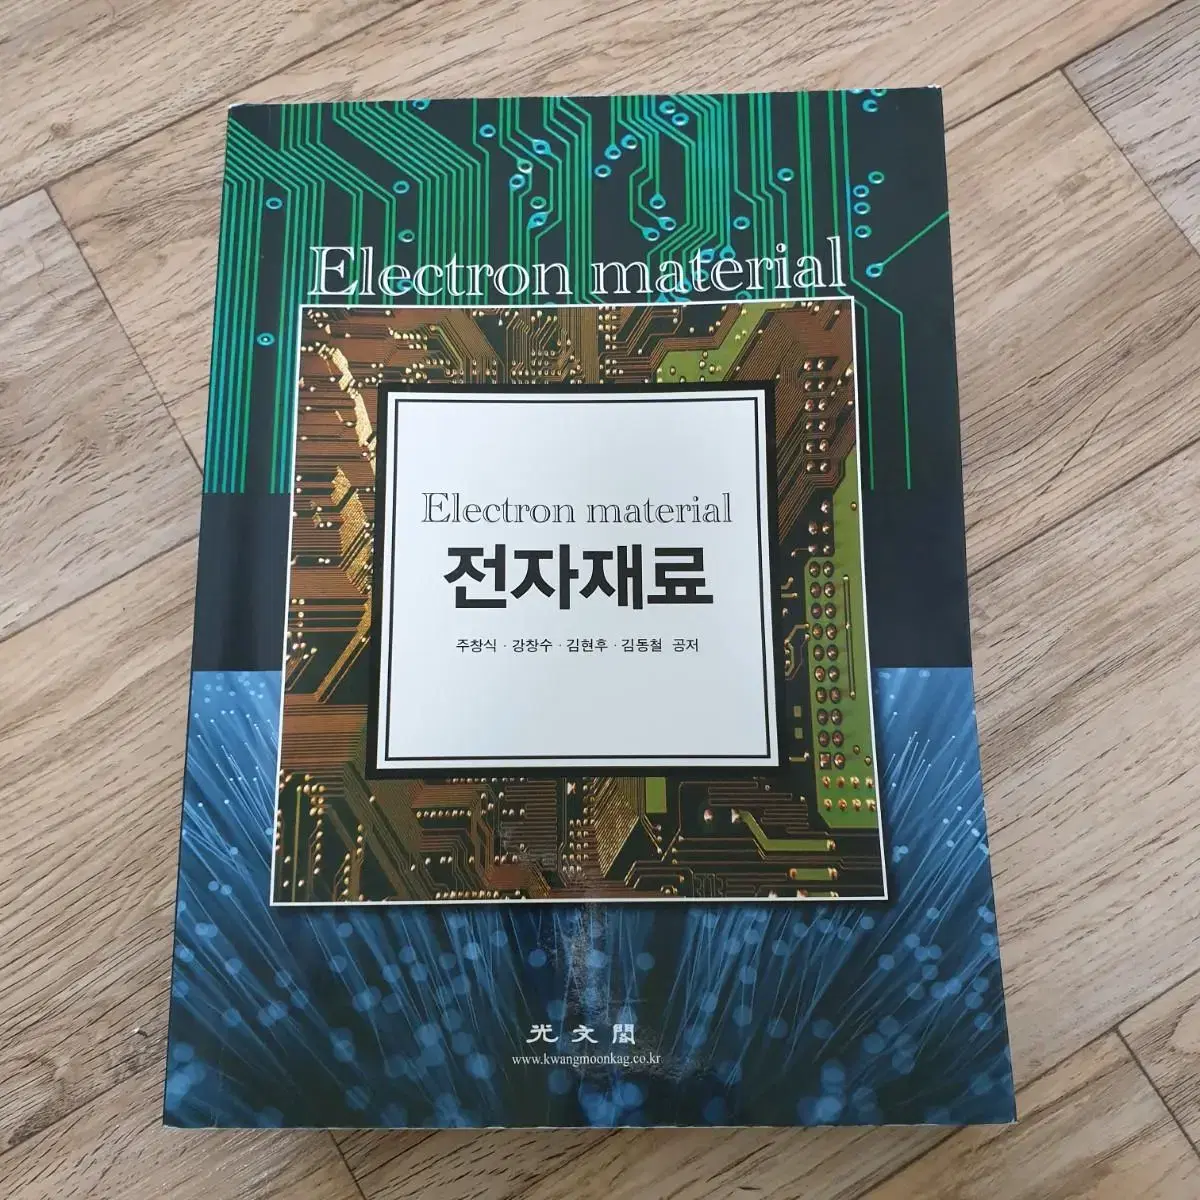 Electron material
Electron material
전자재료
주창식 · 강창수 · 김현후 · 김동철 공저
光文閣
www.kwangmoonkag.co.kr